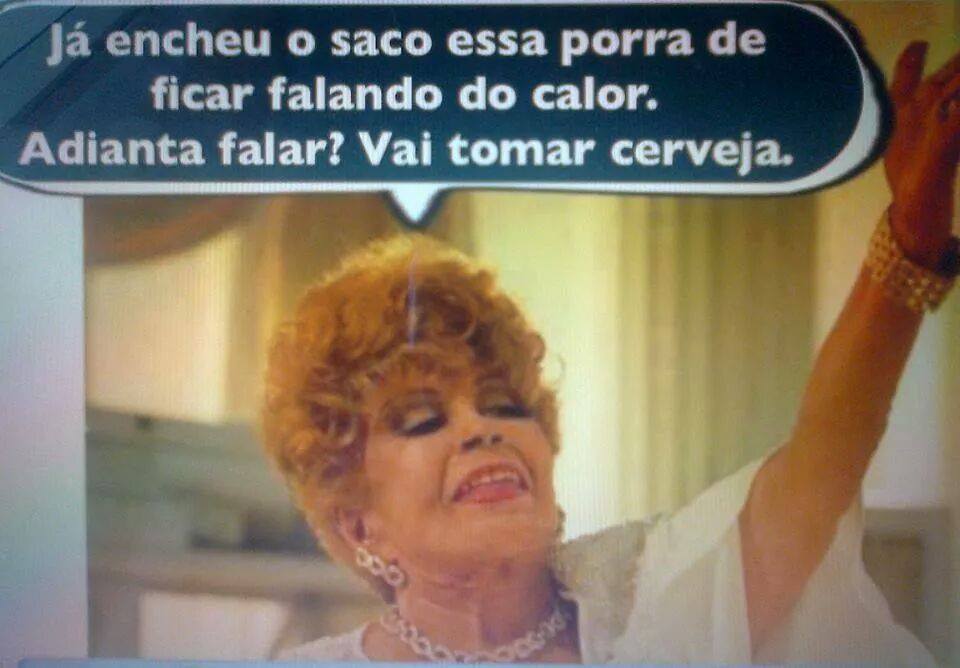 Já encheu o saco essa porra de
ficar falando do calor.
Adianta falar? Vai tomar cerveja.